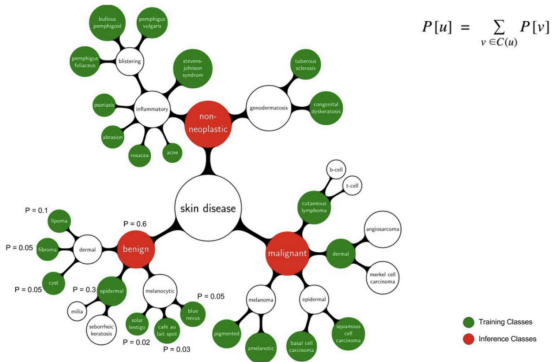 P[u] = ∑ P[v]
v ∈C(u)
bullous
pemphigoid
pemphigus
vulgaris
pemphigus
foliaceus
blistering
stevens-
johnson
syndrom
tuberous
sclerosis
psoriasis
inflammatory
non-
neoplastic
genodermatosis
congenital
dyskeratosis
abrasion
rosacea
acne
b-cell
t-cell
skin disease
cutaneous
lymphoma
P = 0.1
lipoma
P = 0.6
angiosarcoma
P = 0.05
fibroma
dermal
benign
malignant
dermal
merkel cell
carcinoma
P = 0.05
cyst
P = 0.3
epidermal
melanocytic
P = 0.05
melanoma
epidermal
milia
blue
nevus
seborrheic
keratosis
solar
lentigo
café au
lait spot
pigmented
squamous
cell
carcinoma
P = 0.02
P = 0.03
amelanotic
basal cell
carcinoma
Training Classes
Inference Classes